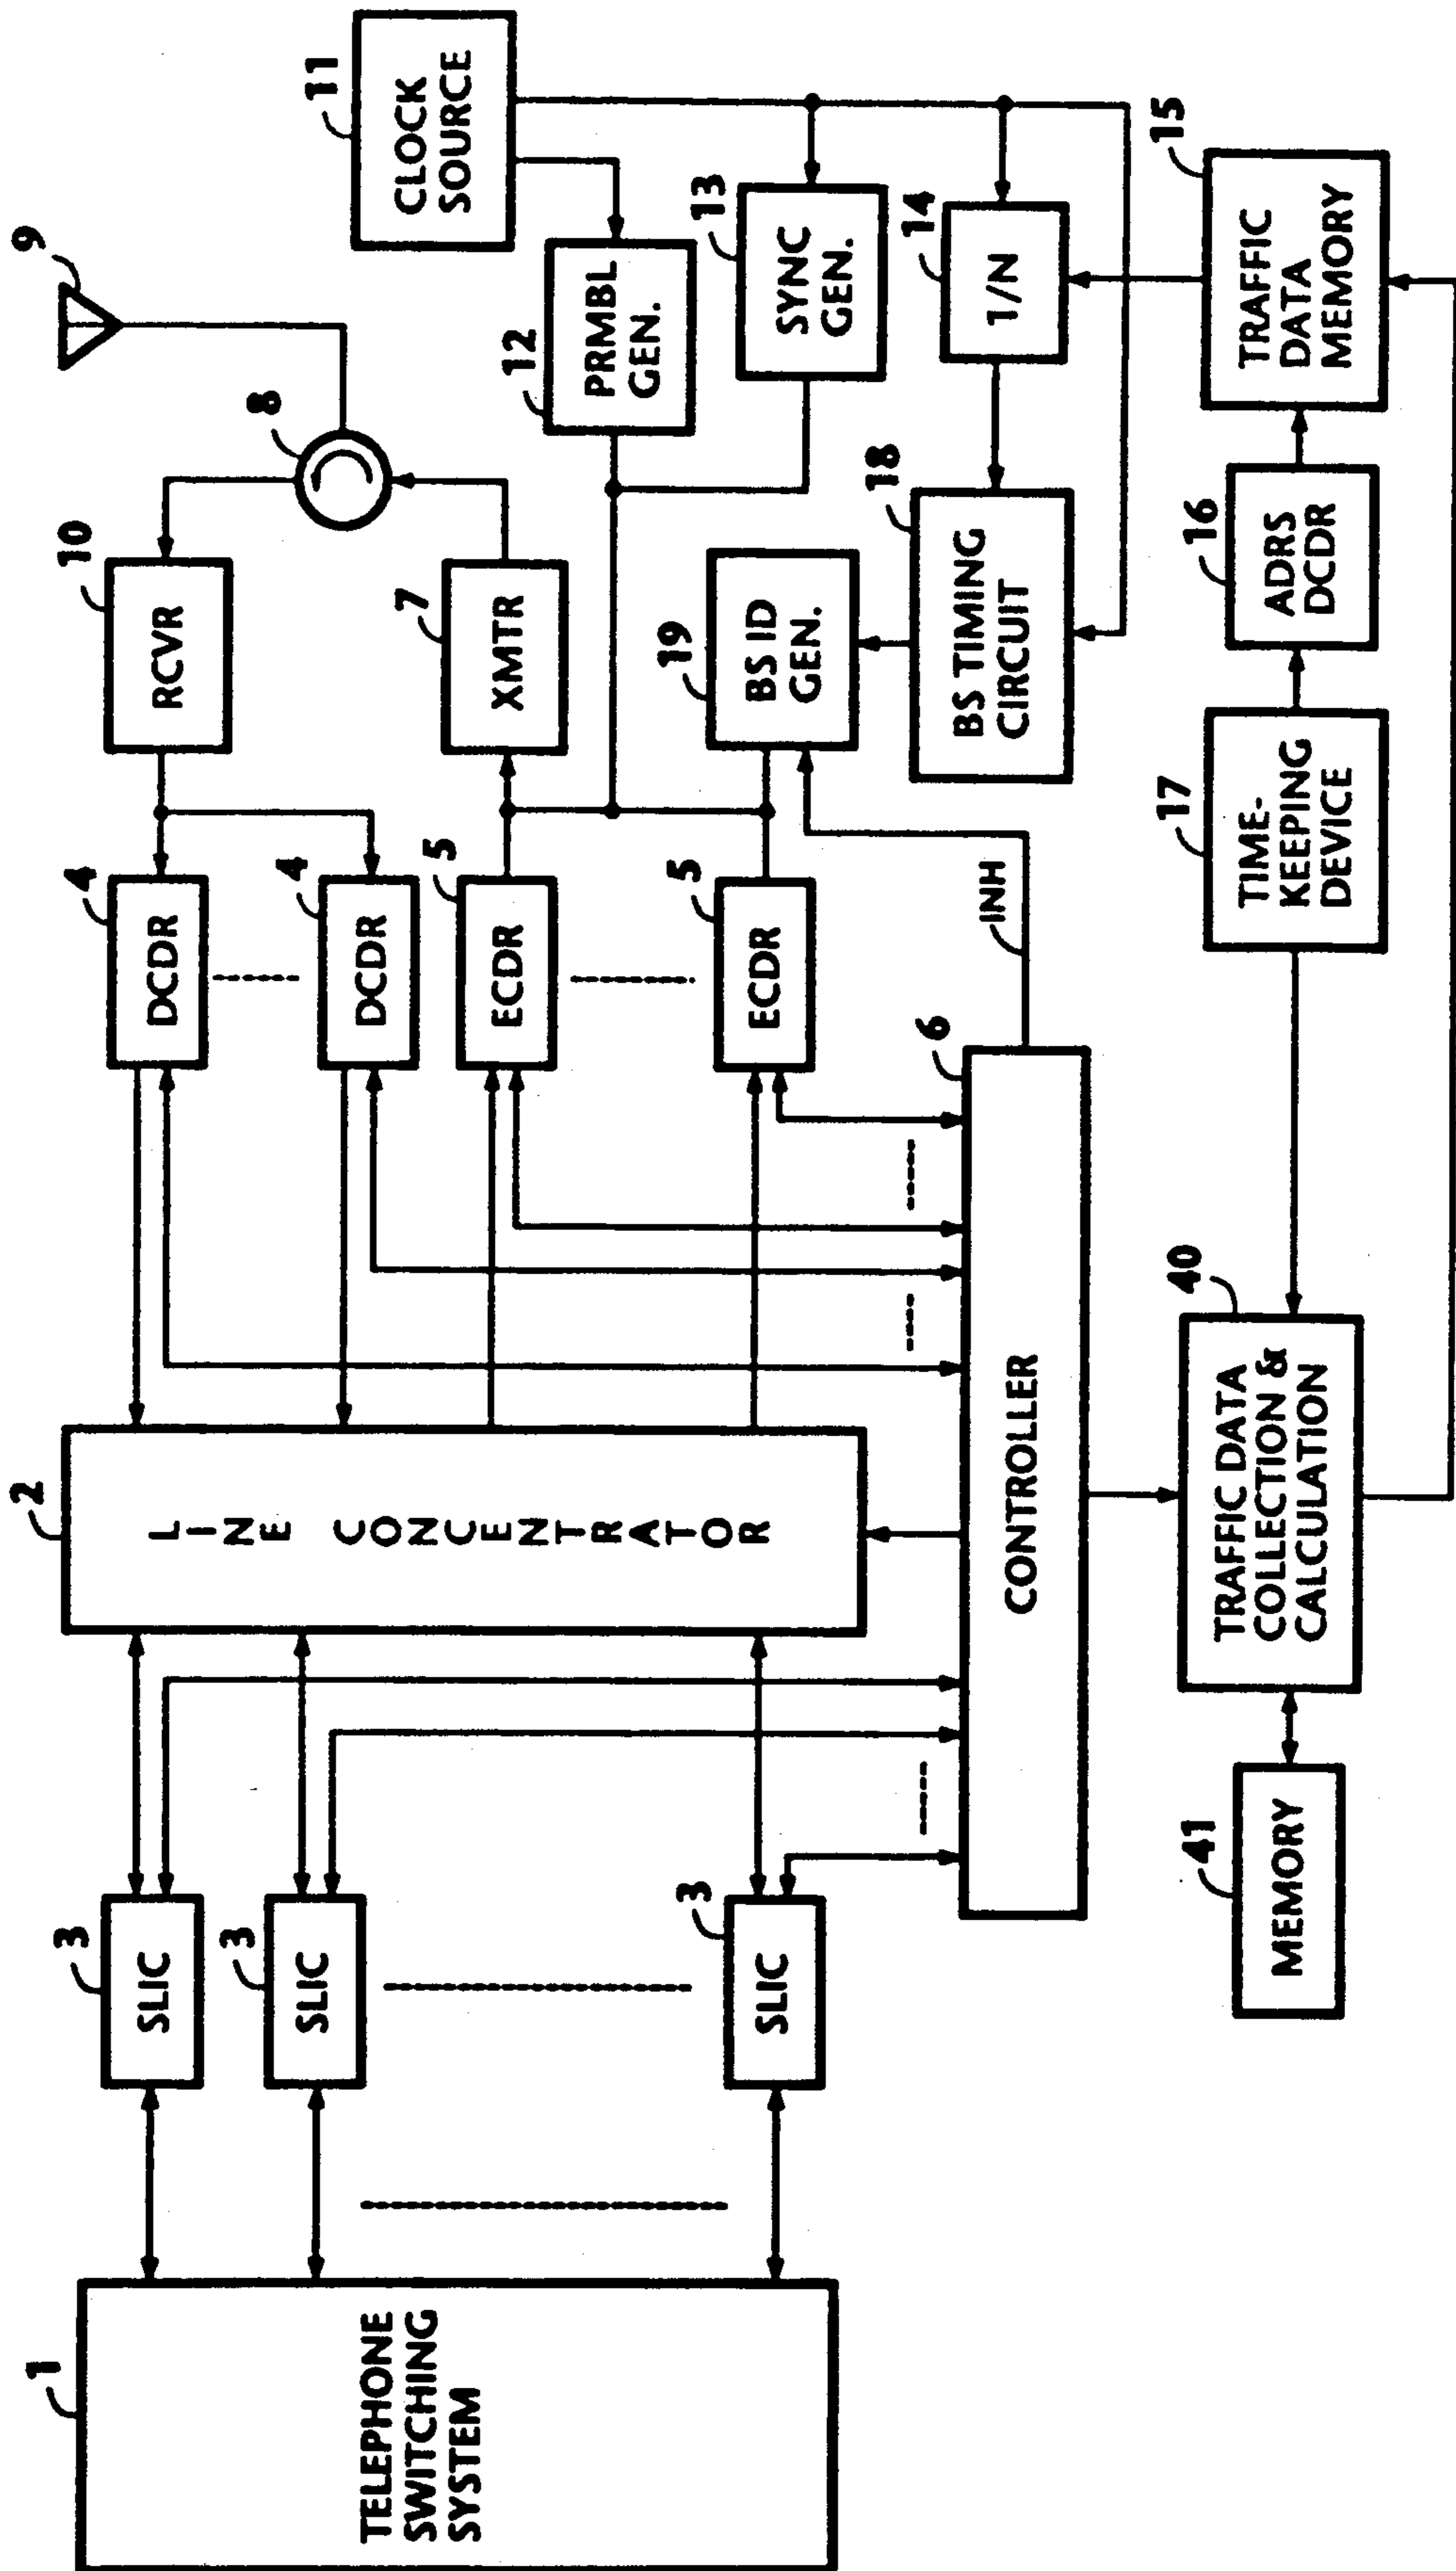 1
TELEPHONE
SWITCHING
SYSTEM
3
SLIC
3
SLIC
3
SLIC
2
LINE CONCENTRATOR
4
DCDR
4
DCDR
5
ECDR
5
ECDR
10
RCVR
7
XMTR
8
9
11
CLOCK
SOURCE
12
PRMBL
GEN.
13
SYNC
GEN.
14
1/N
18
BS TIMING
CIRCUIT
19
BS ID
GEN.
INH
6
CONTROLLER
15
TRAFFIC
DATA
MEMORY
16
ADRS
DCDR
17
TIME-
KEEPING
DEVICE
40
TRAFFIC DATA
COLLECTION &
CALCULATION
41
MEMORY